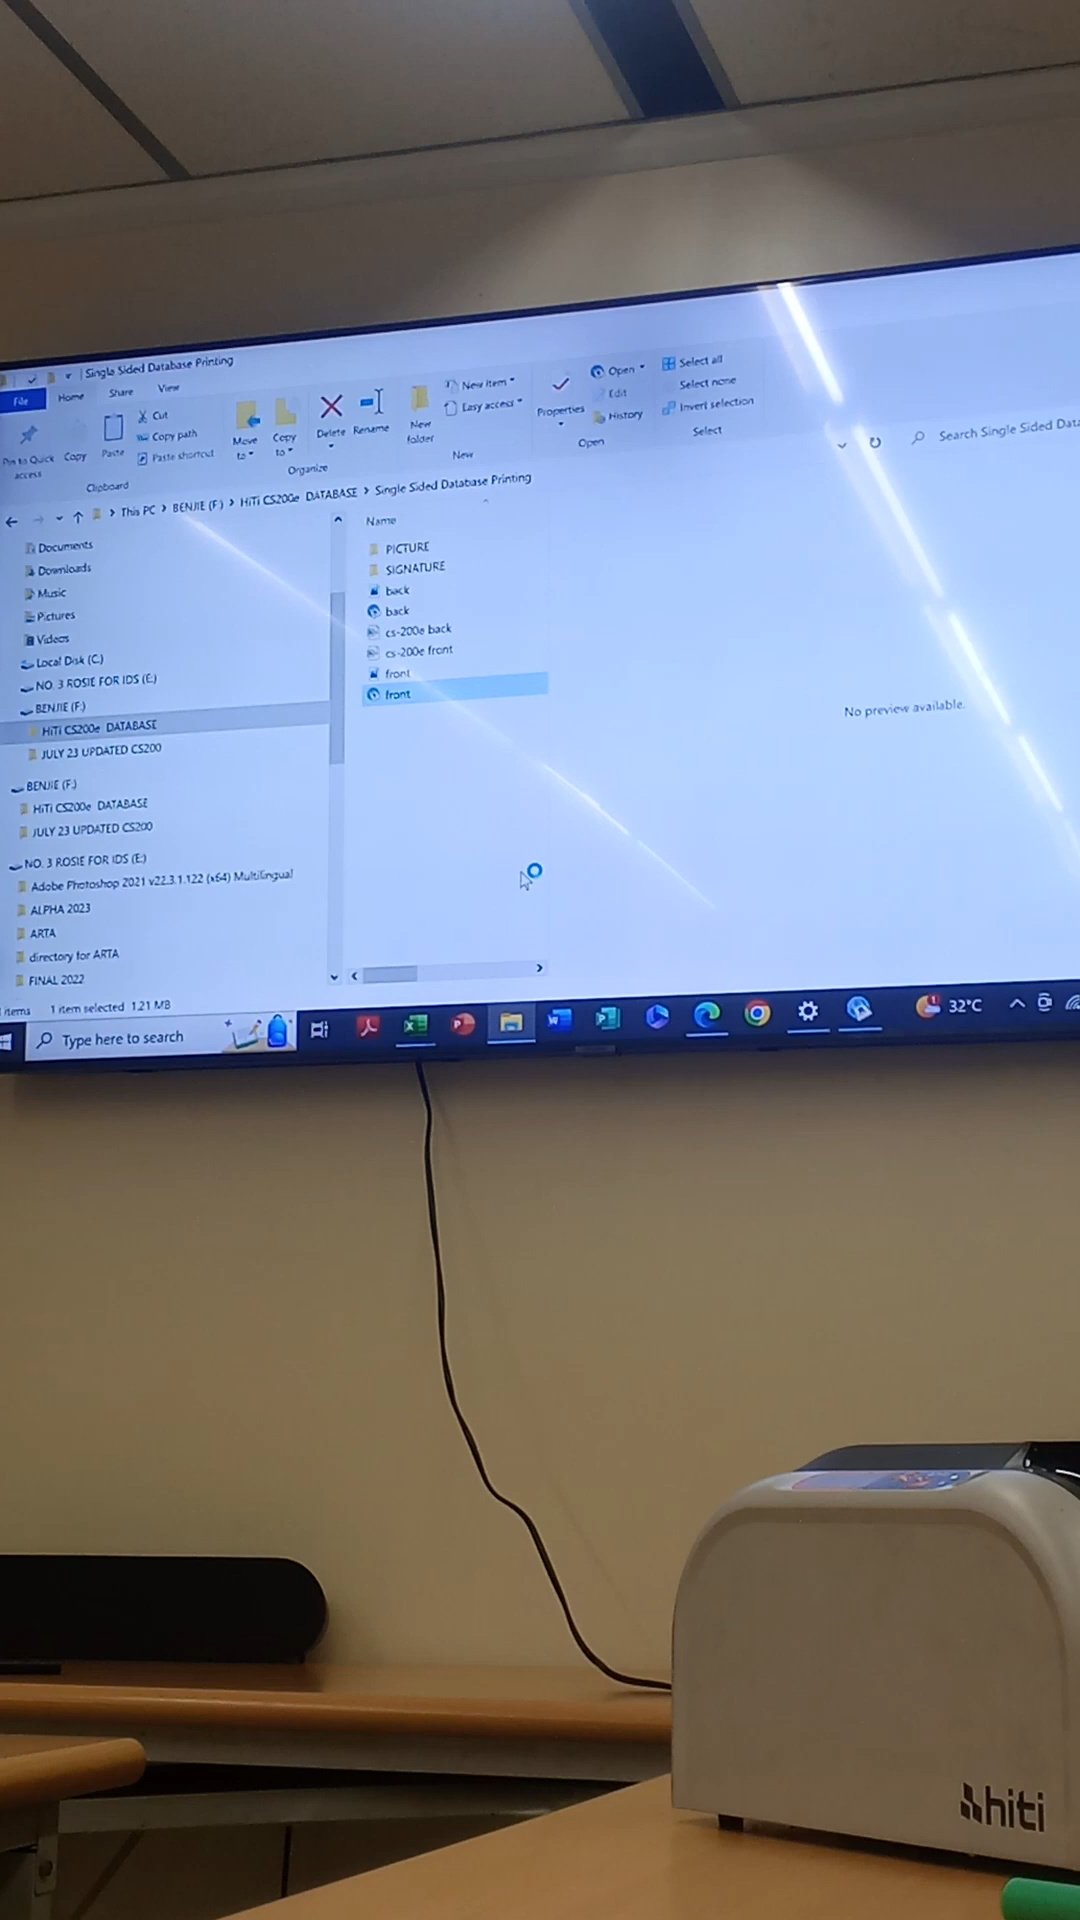 Single Sided Database Printing
File Home Share View
Pin to Quick access
Copy
Paste
Cut
Copy path
Paste shortcut
Clipboard
Move to
Copy to
Delete
Rename
Organize
New folder
New item
Easy access
New
Properties
Open
Edit
History
Open
Select all
Select none
Invert selection
Select
This PC > BENJIE (F:) > HiTi CS200e DATABASE > Single Sided Database Printing
Search Single Sided Data
Documents
Downloads
Music
Pictures
Videos
Local Disk (C:)
NO. 3 ROSIE FOR IDS (E:)
BENJIE (F:)
HiTi CS200e DATABASE
JULY 23 UPDATED CS200
BENJIE (F:)
HiTi CS200e DATABASE
JULY 23 UPDATED CS200
NO. 3 ROSIE FOR IDS (E:)
Adobe Photoshop 2021 v22.3.1.122 (x64) Multilingual
ALPHA 2023
ARTA
directory for ARTA
FINAL 2022
Name
PICTURE
SIGNATURE
back
back
cs-200e back
cs-200e front
front
front
No preview available.
items 1 item selected 1.21 MB
Type here to search
32°C
hiti